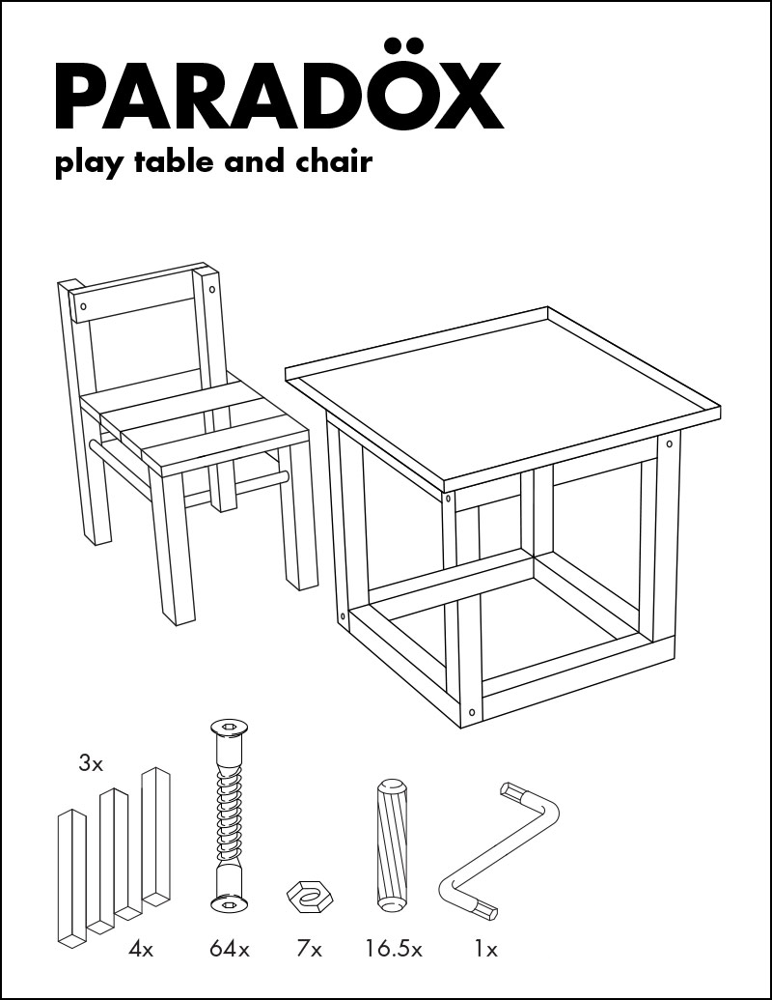 PARADÖX
play table and chair
3x
4x
64x
7x
16.5x
1x